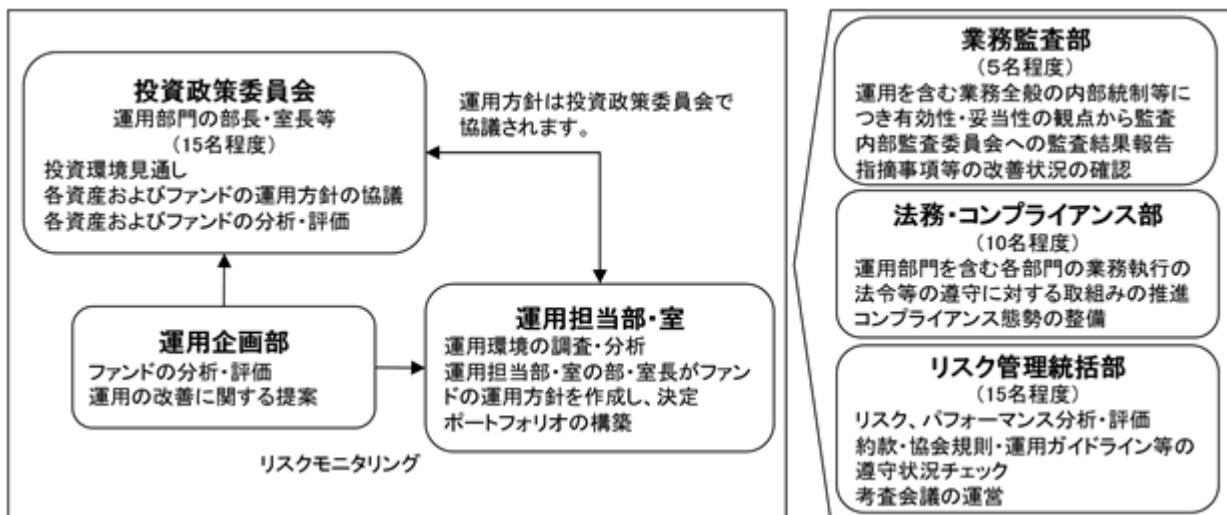 投資政策委員会
運用部門の部長・室長等
(15名程度)
投資環境見通し
各資産およびファンドの運用方針の協議
各資産およびファンドの分析・評価
運用方針は投資政策委員会で
協議されます。
運用企画部
ファンドの分析・評価
運用の改善に関する提案
運用担当部・室
運用環境の調査・分析
運用担当部・室の部・室長がファン
ドの運用方針を作成し、決定
ポートフォリオの構築
リスクモニタリング
業務監査部
(5名程度)
運用を含む業務全般の内部統制等に
つき有効性・妥当性の観点から監査
内部監査委員会への監査結果報告
指摘事項等の改善状況の確認
法務・コンプライアンス部
(10名程度)
運用部門を含む各部門の業務執行の
法令等の遵守に対する取組みの推進
コンプライアンス態勢の整備
リスク管理統括部
(15名程度)
リスク、パフォーマンス分析・評価
約款・協会規則・運用ガイドライン等の
遵守状況チェック
考査会議の運営